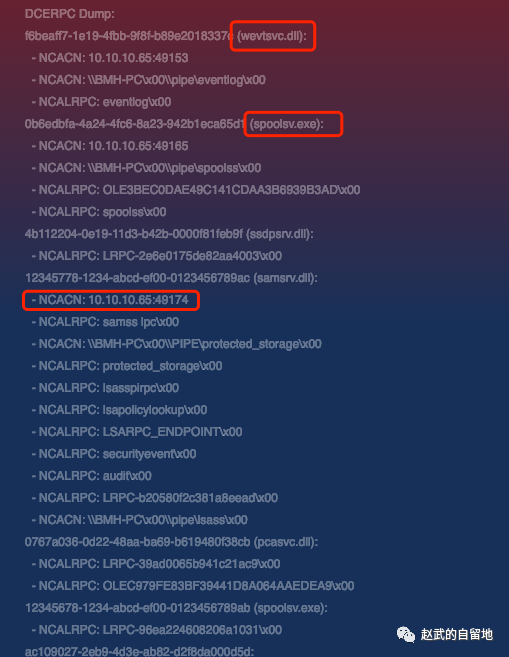 DCERPC Dump:
f6beaff7-1e19-4fbb-9f8f-b89e2018337c (wevtsvc.dll):
- NCACN: 10.10.10.65:49153
- NCACN: \\BMH-PC\x00\\pipe\eventlog\x00
- NCALRPC: eventlog\x00
0b6edbfa-4a24-4fc6-8a23-942b1eca65d1 (spoolsv.exe):
- NCACN: 10.10.10.65:49165
- NCACN: \\BMH-PC\x00\\pipe\spoolss\x00
- NCALRPC: OLE3BEC0DAE49C141CDAA3B6939B3AD\x00
- NCALRPC: spoolss\x00
4b112204-0e19-11d3-b42b-0000f81feb9f (ssdpsrv.dll):
- NCALRPC: LRPC-2e6e0175de82aa4003\x00
12345778-1234-abcd-ef00-0123456789ac (samsrv.dll):
- NCACN: 10.10.10.65:49174
- NCALRPC: samss lpc\x00
- NCACN: \\BMH-PC\x00\\PIPE\protected_storage\x00
- NCALRPC: protected_storage\x00
- NCALRPC: lsasspirpc\x00
- NCALRPC: lsapolicylookup\x00
- NCALRPC: LSARPC_ENDPOINT\x00
- NCALRPC: securityevent\x00
- NCALRPC: audit\x00
- NCALRPC: LRPC-b20580f2c381a8eead\x00
- NCACN: \\BMH-PC\x00\\pipe\lsass\x00
0767a036-0d22-48aa-ba69-b619480f38cb (pcasvc.dll):
- NCALRPC: LRPC-39ad0065b941c21ac9\x00
- NCALRPC: OLEC979FE83BF39441D8A064AAEDEA9\x00
12345678-1234-abcd-ef00-0123456789ab (spoolsv.exe):
- NCALRPC: LRPC-96ea224608206a1031\x00
赵武的自留地
ac109027-2eb9-4d3e-ab82-d2f8da000d5d: